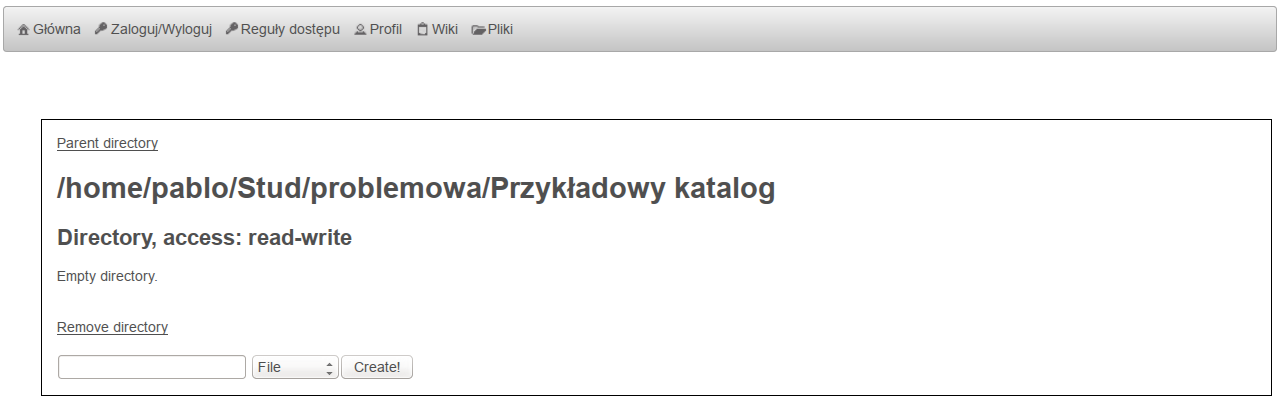 Główna Zaloguj/Wyloguj Reguły dostępu Profil Wiki Pliki
Parent directory
/home/pablo/Stud/problemowa/Przykładowy katalog
Directory, access: read-write
Empty directory.
Remove directory
File Create!